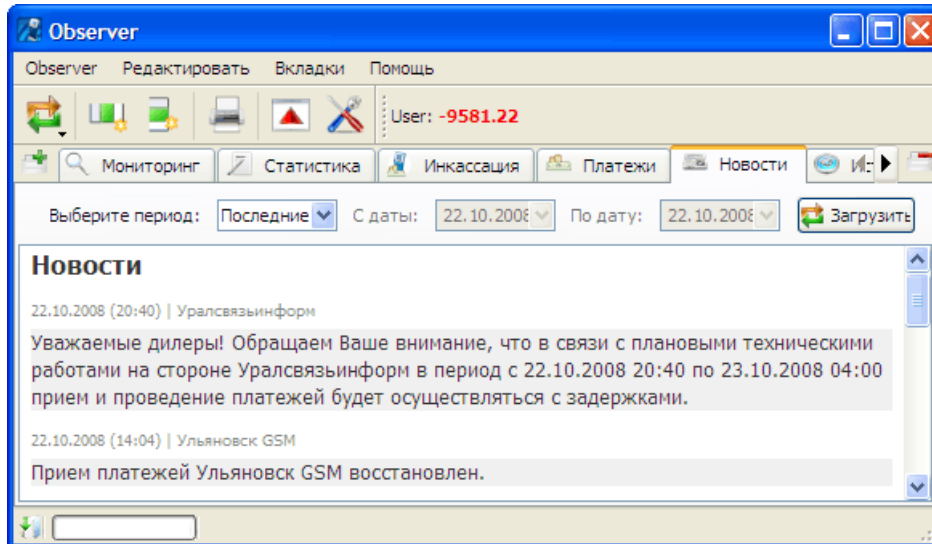 Observer
Observer Редактировать Вкладки Помощь
User: -9581.22
Мониторинг Статистика Инкассация Платежи Новости
Выберите период: Последние С даты: 22.10.2008 По дату: 22.10.2008 Загрузить
Новости
22.10.2008 (20:40) | Уралсвязьинформ
Уважаемые дилеры! Обращаем Ваше внимание, что в связи с плановыми техническими
работами на стороне Уралсвязьинформ в период с 22.10.2008 20:40 по 23.10.2008 04:00
прием и проведение платежей будет осуществляться с задержками.
22.10.2008 (14:04) | Ульяновск GSM
Прием платежей Ульяновск GSM восстановлен.